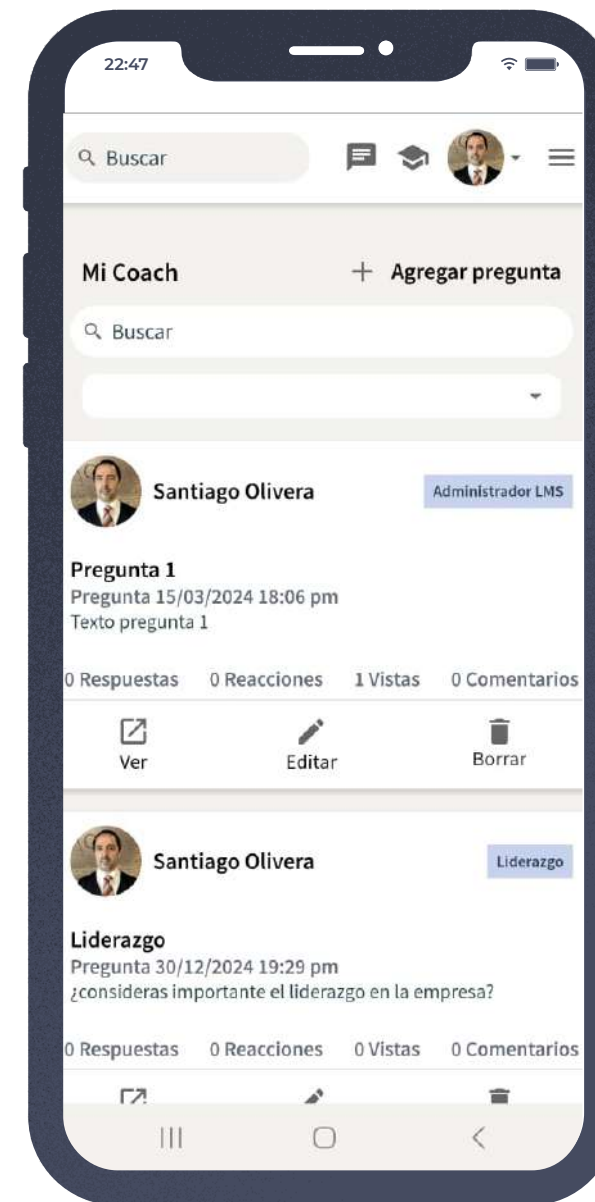 22:47
Buscar
Mi Coach + Agregar pregunta
Buscar
Santiago Olivera Administrador LMS
Pregunta 1
Pregunta 15/03/2024 18:06 pm
Texto pregunta 1
0 Respuestas 0 Reacciones 1 Vistas 0 Comentarios
Ver Editar Borrar
Santiago Olivera Liderazgo
Liderazgo
Pregunta 30/12/2024 19:29 pm
¿consideras importante el liderazgo en la empresa?
0 Respuestas 0 Reacciones 0 Vistas 0 Comentarios